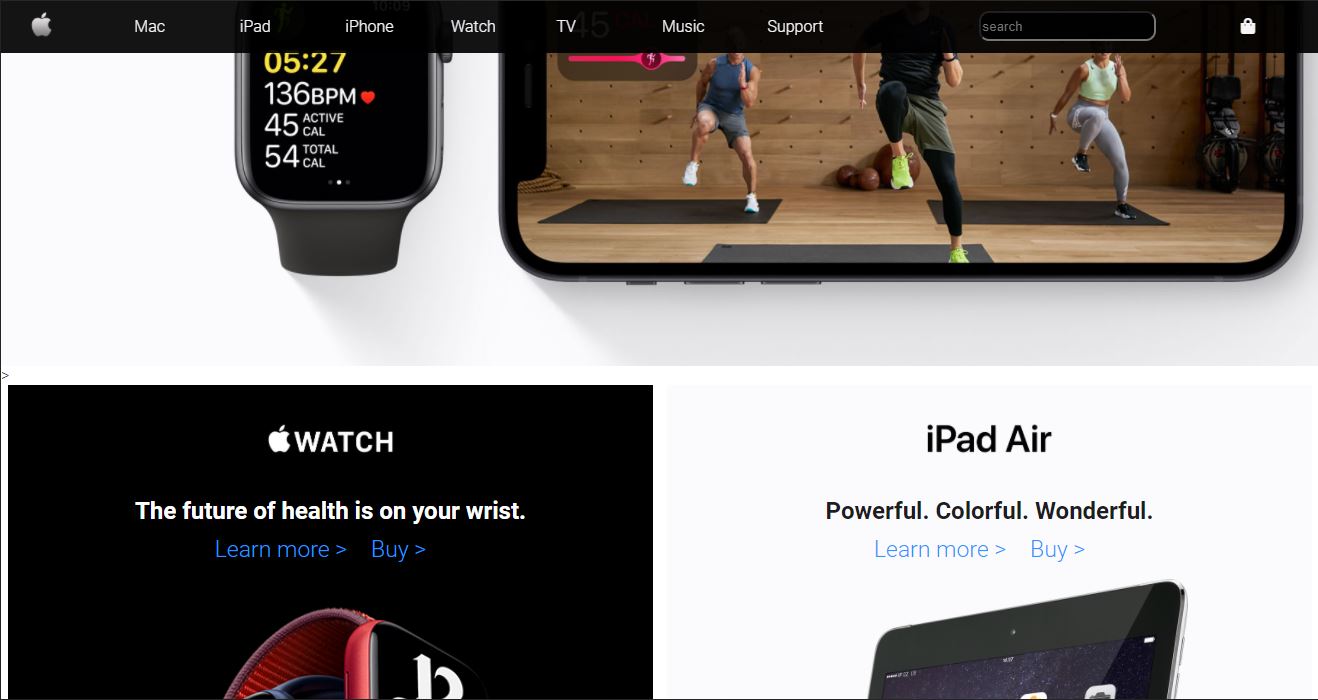 Mac iPad iPhone Watch TV Music Support search
10:09
45 CAL
05:27
136BPM
45 ACTIVE CAL
54 TOTAL CAL
>
WATCH
iPad Air
The future of health is on your wrist.
Powerful. Colorful. Wonderful.
Learn more > Buy >
Learn more > Buy >